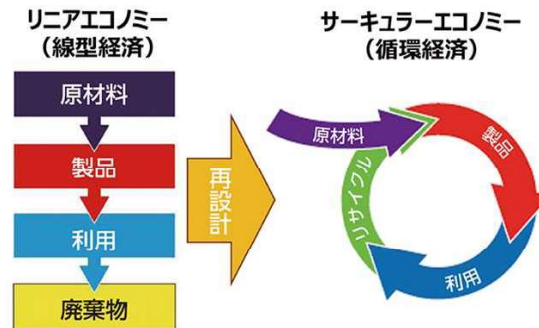 リニアエコノミー
（線型経済）
原材料
製品
利用
廃棄物
再設計
サーキュラーエコノミー
（循環経済）
原材料
製品
利用
リサイクル